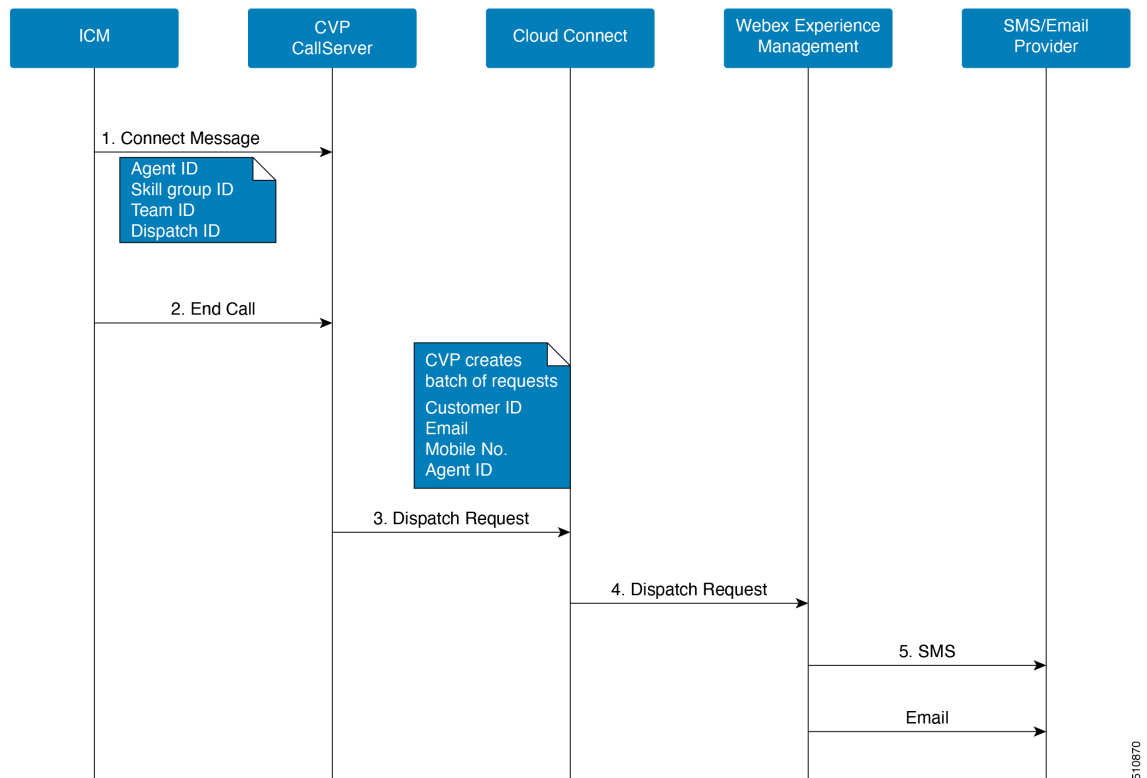 ICM
CVP
CallServer
Cloud Connect
Webex Experience
Management
SMS/Email
Provider
1. Connect Message
Agent ID
Skill group ID
Team ID
Dispatch ID
2. End Call
CVP creates
batch of requests
Customer ID
Email
Mobile No.
Agent ID
3. Dispatch Request
4. Dispatch Request
5. SMS
Email
510870